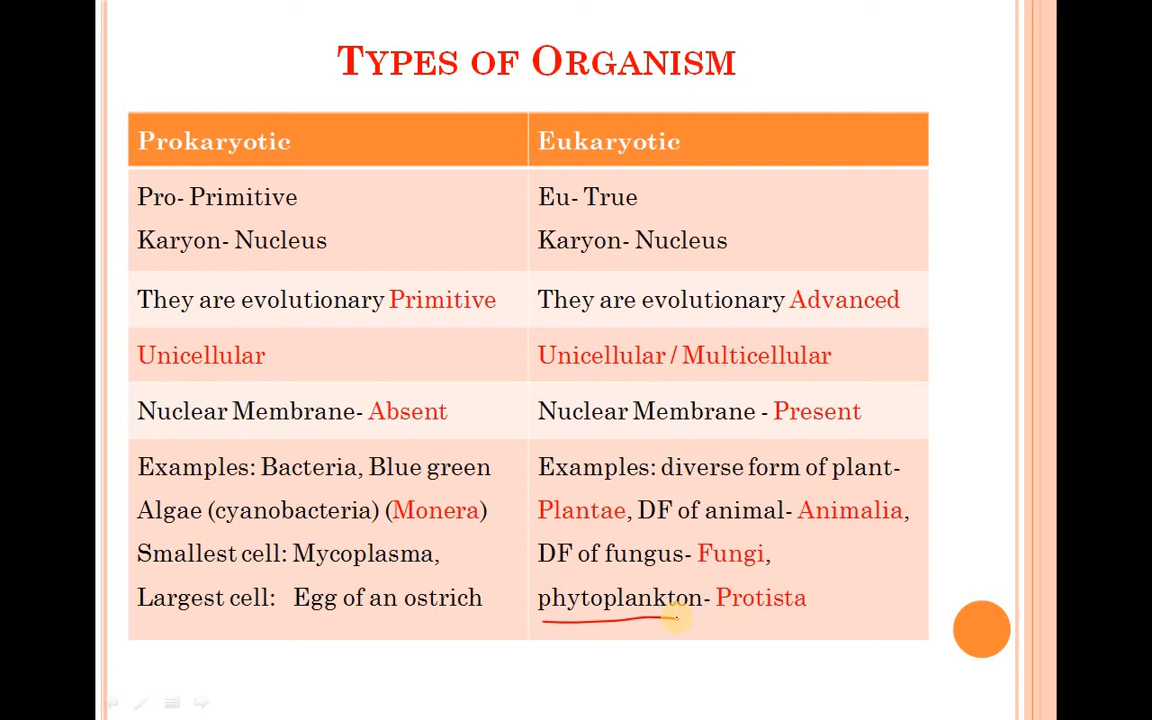 TYPES OF ORGANISM
Prokaryotic
Eukaryotic
Pro- Primitive
Karyon- Nucleus
Eu- True
Karyon- Nucleus
They are evolutionary Primitive
They are evolutionary Advanced
Unicellular
Unicellular / Multicellular
Nuclear Membrane- Absent
Nuclear Membrane - Present
Examples: Bacteria, Blue green
Algae (cyanobacteria) (Monera)
Smallest cell: Mycoplasma,
Largest cell: Egg of an ostrich
Examples: diverse form of plant-
Plantae, DF of animal- Animalia,
DF of fungus- Fungi,
phytoplankton- Protista